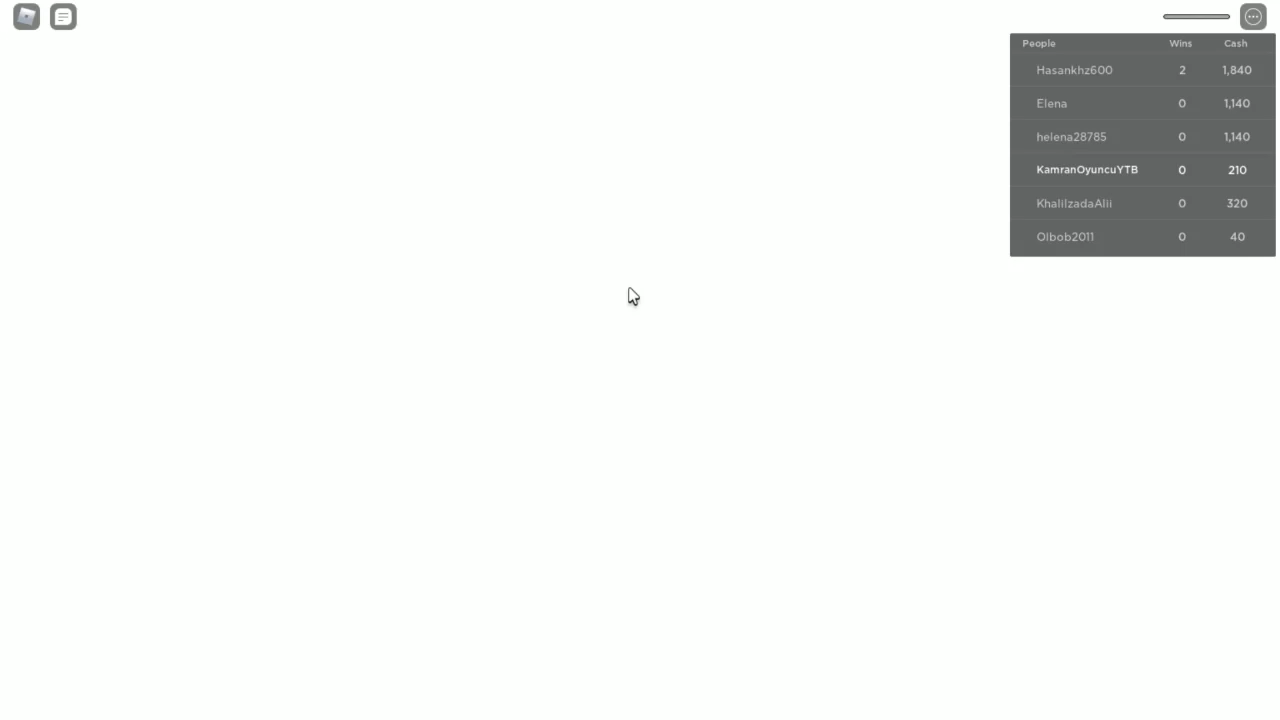 People Wins Cash
Hasankhz600 2 1,840
Elena 0 1,140
helena28785 0 1,140
KamranOyuncuYTB 0 210
KhalilzadaAlii 0 320
Olbob2011 0 40